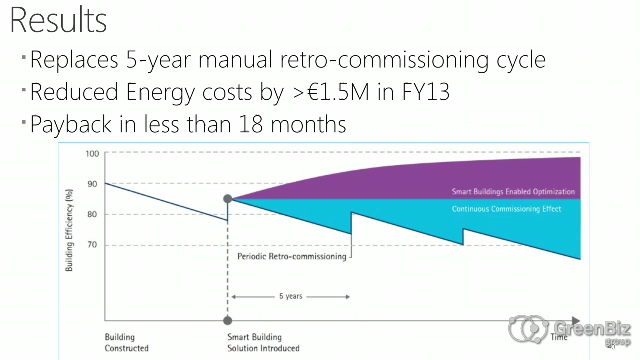 Results
Replaces 5-year manual retro-commissioning cycle
Reduced Energy costs by >€1.5M in FY13
Payback in less than 18 months
100
90
80
70
Building Efficiency (%)
Smart Buildings Enabled Optimization
Continuous Commissioning Effect
Periodic Retro-commissioning
5 years
Building
Constructed
Smart Building
Solution Introduced
Time
GreenBiz
group